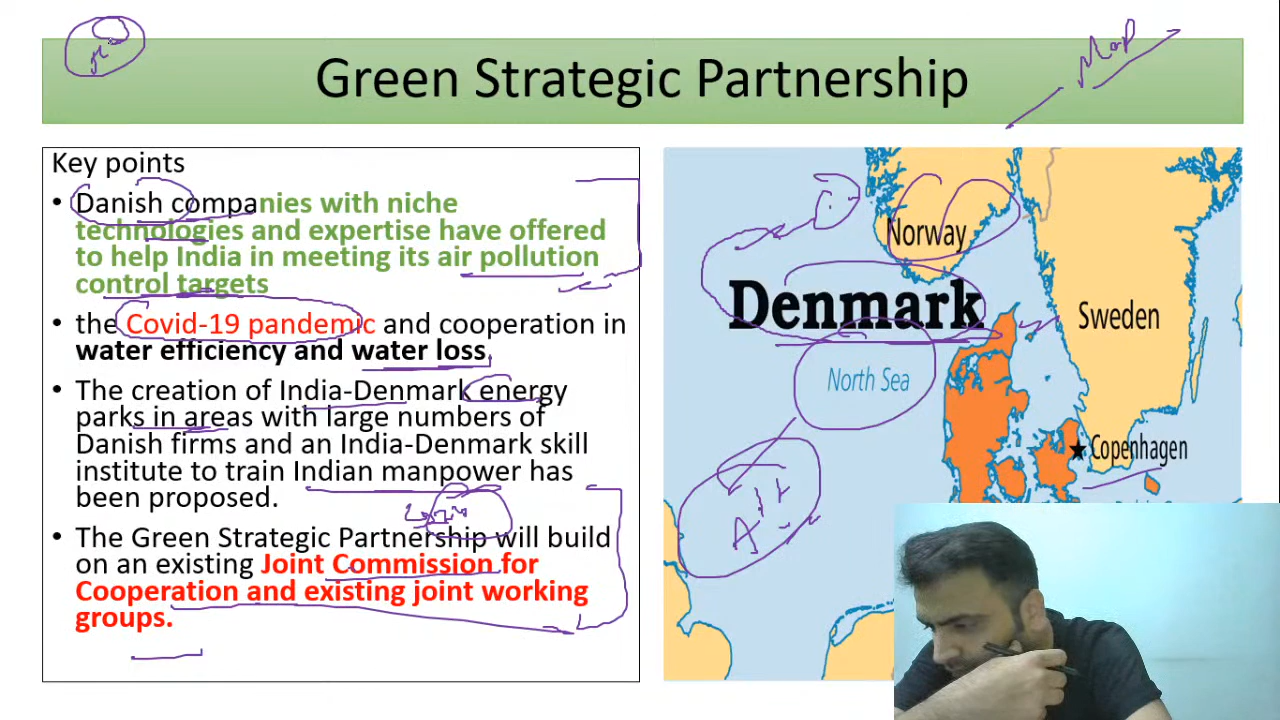 Map
Green Strategic Partnership
Key points
• Danish companies with niche
technologies and expertise have offered
to help India in meeting its air pollution
control targets
• the Covid-19 pandemic and cooperation in
water efficiency and water loss.
• The creation of India-Denmark energy
parks in areas with large numbers of
Danish firms and an India-Denmark skill
institute to train Indian manpower has
been proposed.
• The Green Strategic Partnership will build
on an existing Joint Commission for
Cooperation and existing joint working
groups.
Norway
Denmark
Sweden
North Sea
Copenhagen